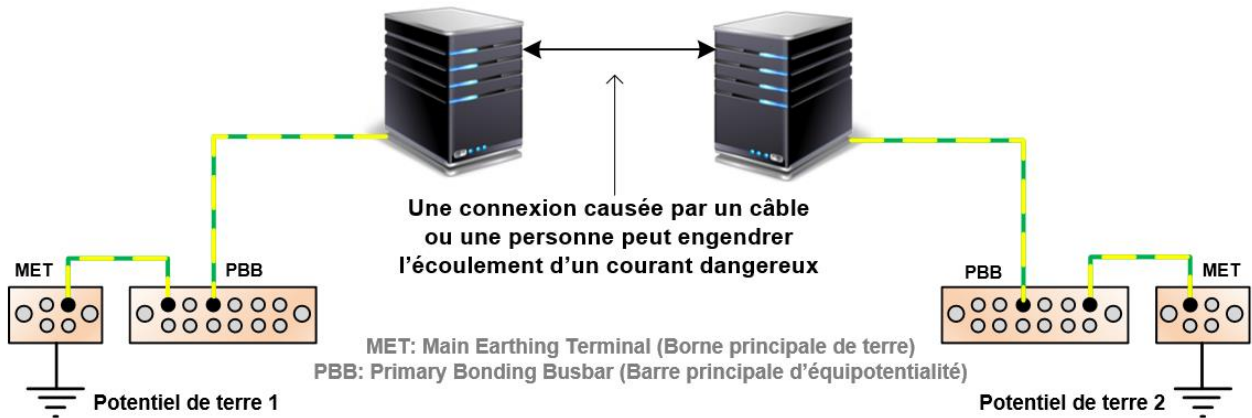 Une connexion causée par un câble
ou une personne peut engendrer
l'écoulement d'un courant dangereux
MET
PBB
PBB
MET
MET: Main Earthing Terminal (Borne principale de terre)
PBB: Primary Bonding Busbar (Barre principale d'équipotentialité)
Potentiel de terre 1
Potentiel de terre 2